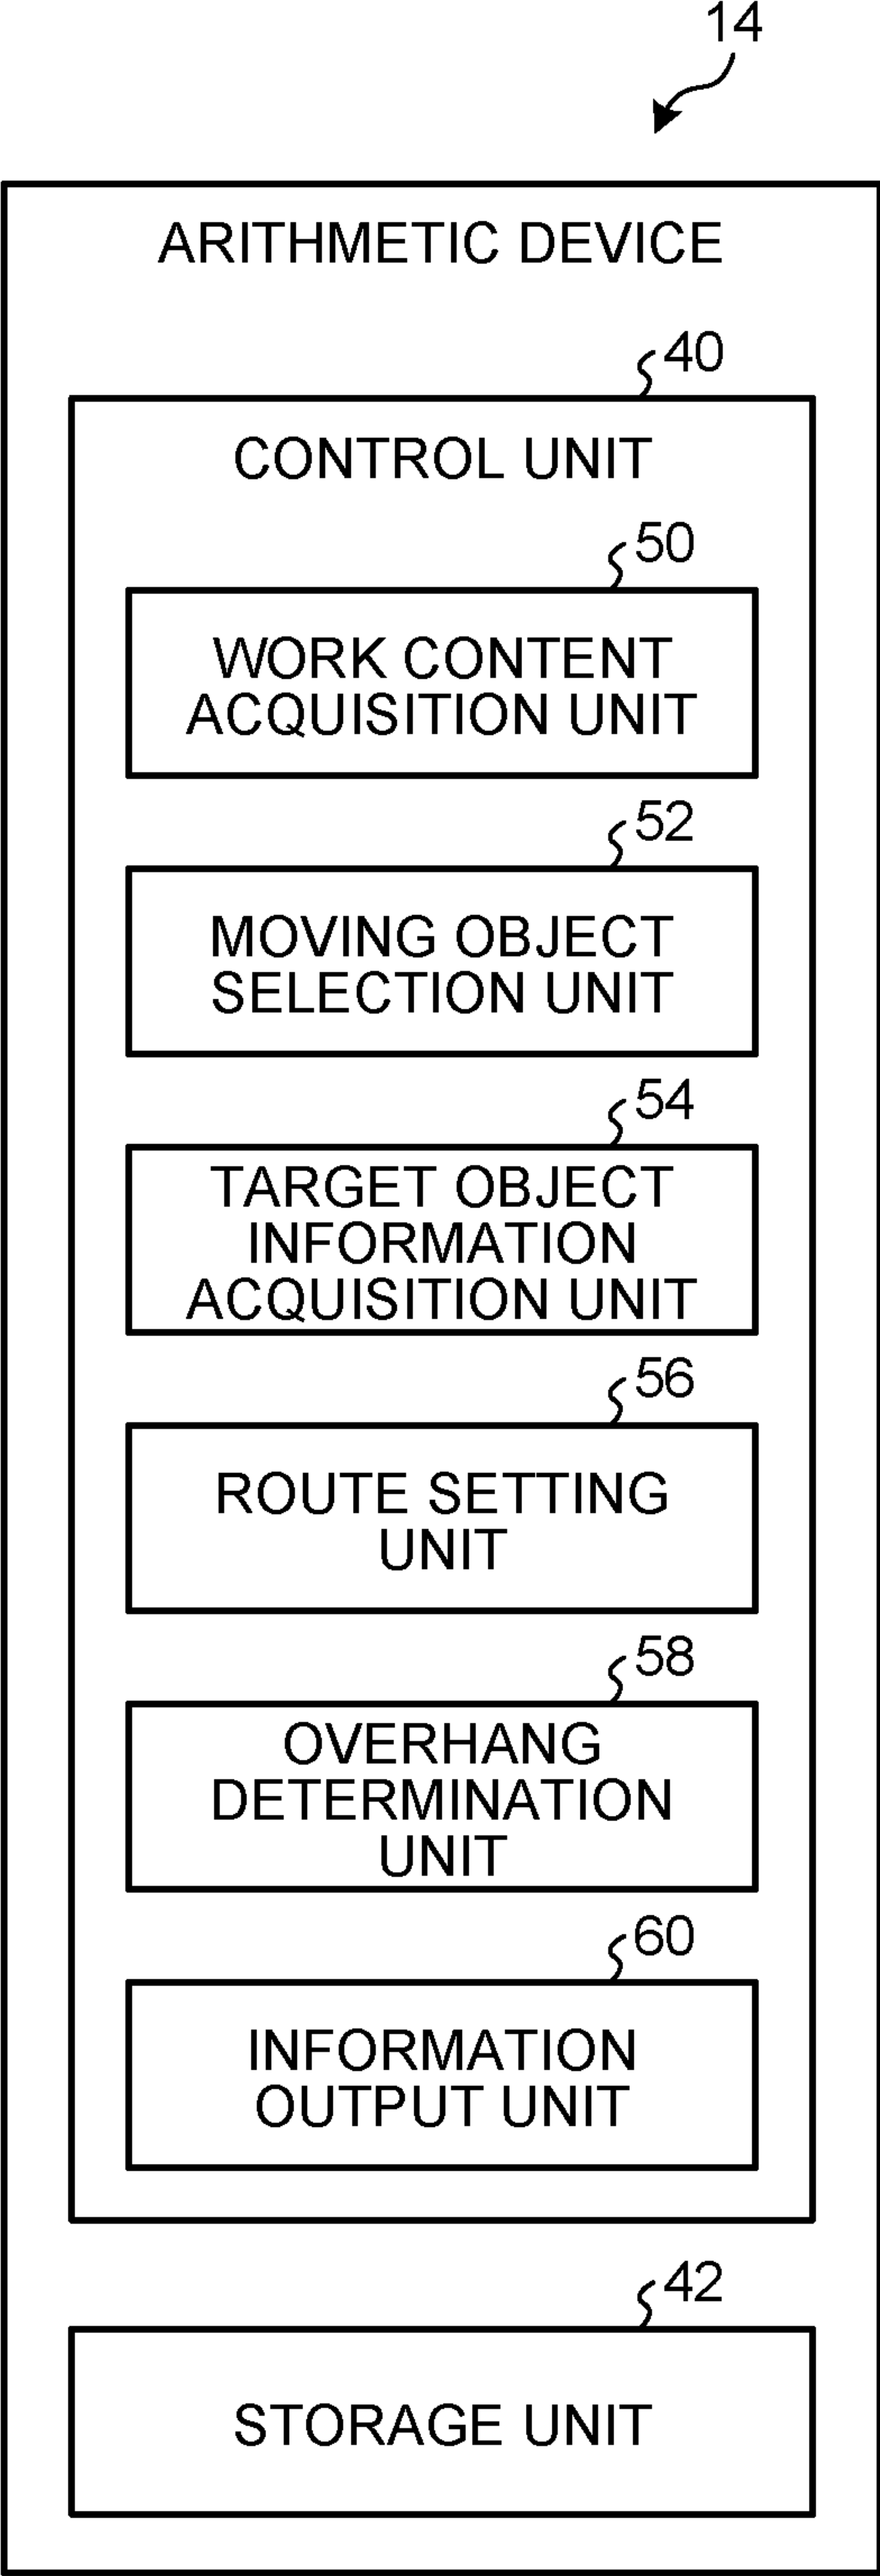 14
ARITHMETIC DEVICE
40
CONTROL UNIT
50
WORK CONTENT
ACQUISITION UNIT
52
MOVING OBJECT
SELECTION UNIT
54
TARGET OBJECT
INFORMATION
ACQUISITION UNIT
56
ROUTE SETTING
UNIT
58
OVERHANG
DETERMINATION
UNIT
60
INFORMATION
OUTPUT UNIT
42
STORAGE UNIT